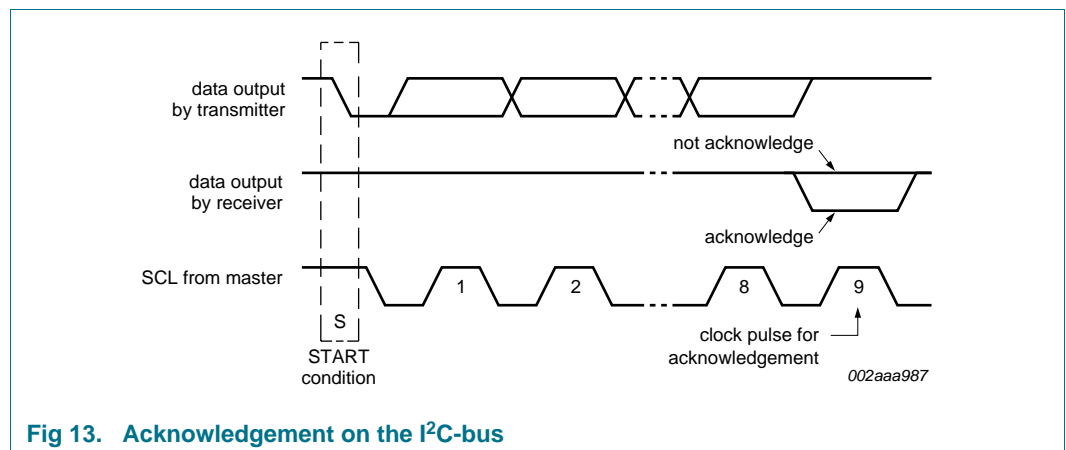 data output
by transmitter
not acknowledge
data output
by receiver
acknowledge
SCL from master
1
2
8
9
S
START
condition
clock pulse for
acknowledgement
002aaa987
Fig 13. Acknowledgement on the I²C-bus